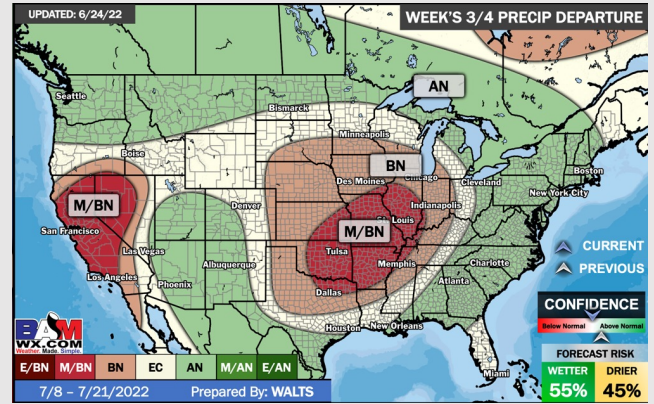 UPDATED: 6/24/22
WEEK'S 3/4 PRECIP DEPARTURE
AN
Seattle
Bismarck
Minneapolis
Boise
BN
Chicago
Boston
Des Moines
Cleveland
New York City
M/BN
Denver
Indianapolis
St. Louis
San Francisco
M/BN
Las Vegas
Tulsa
CURRENT
Albuquerque
Memphis
Charlotte
PREVIOUS
Los Angeles
Phoenix
Atlanta
Dallas
CONFIDENCE
Houston
New Orleans
Below Normal
Above Normal
BAM
WX.COM
Weather. Made. Simple.
FORECAST RISK
E/BN M/BN BN EC AN M/AN E/AN
Miami
WETTER DRIER
55% 45%
7/8 – 7/21/2022
Prepared By: WALTS